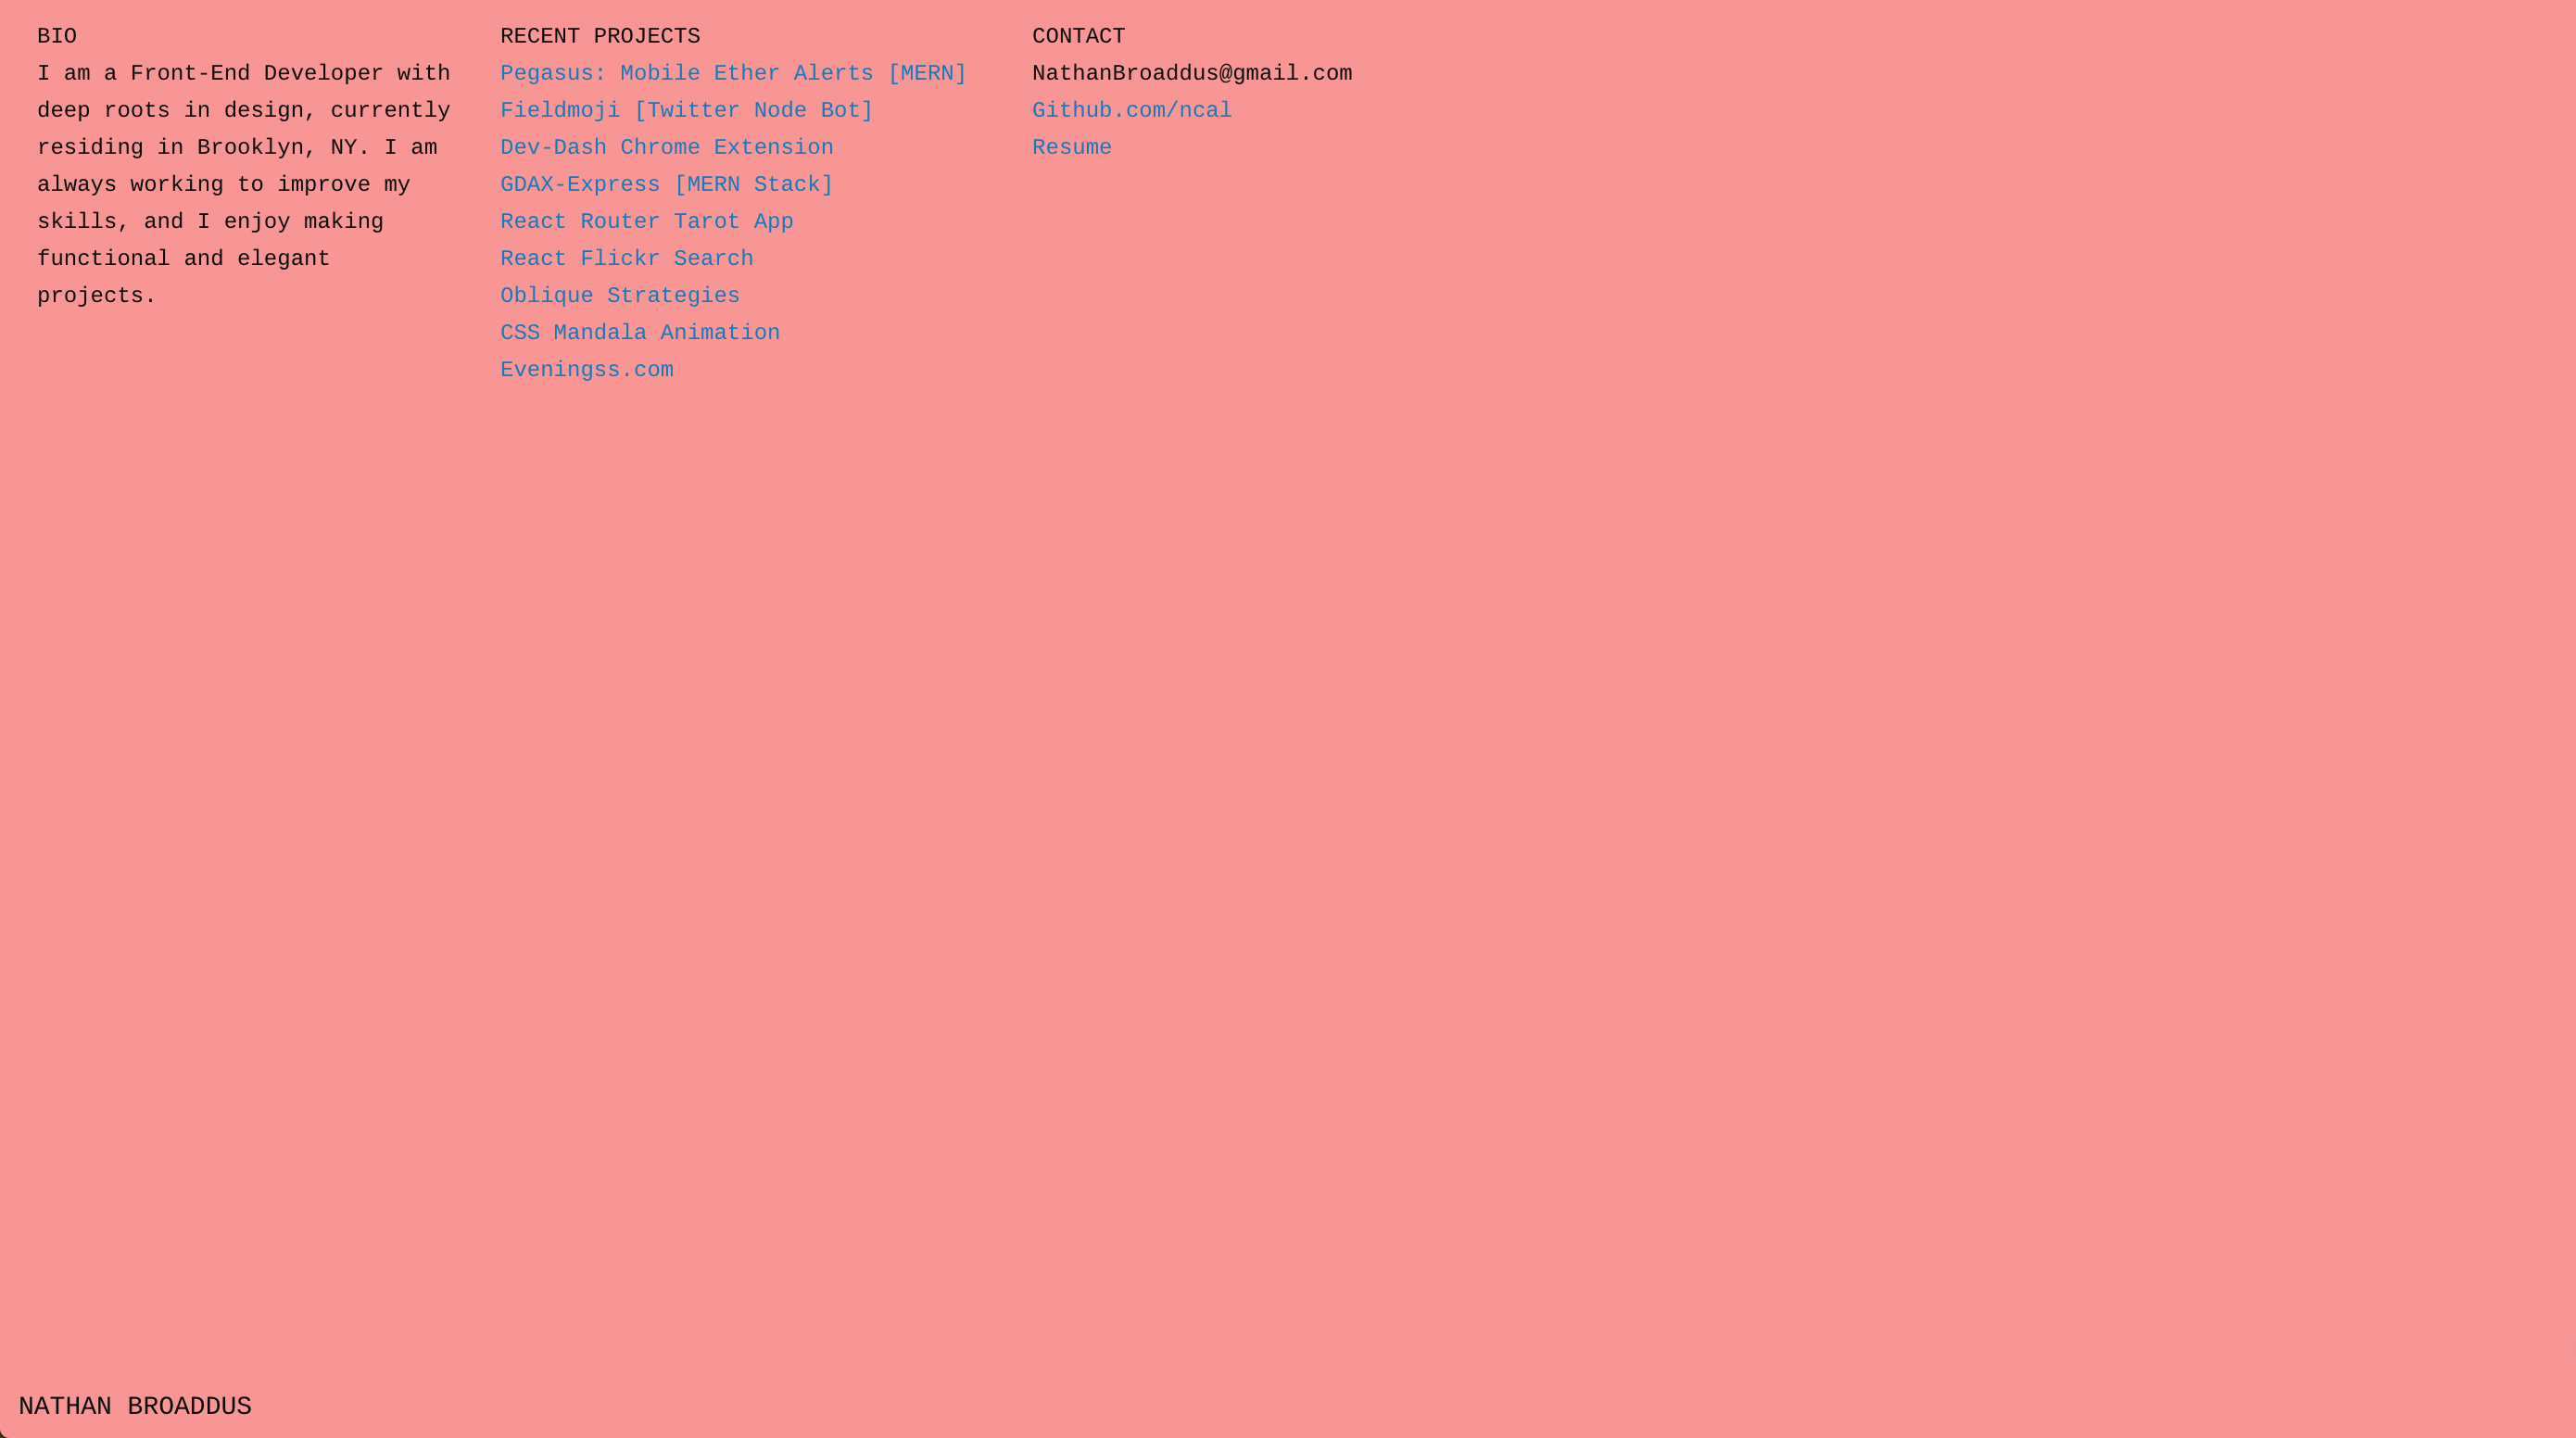 BIO
I am a Front-End Developer with
deep roots in design, currently
residing in Brooklyn, NY. I am
always working to improve my
skills, and I enjoy making
functional and elegant
projects.
RECENT PROJECTS
Pegasus: Mobile Ether Alerts [MERN]
Fieldmoji [Twitter Node Bot]
Dev-Dash Chrome Extension
GDAX-Express [MERN Stack]
React Router Tarot App
React Flickr Search
Oblique Strategies
CSS Mandala Animation
Eveningss.com
CONTACT
NathanBroaddus@gmail.com
Github.com/ncal
Resume
NATHAN BROADDUS